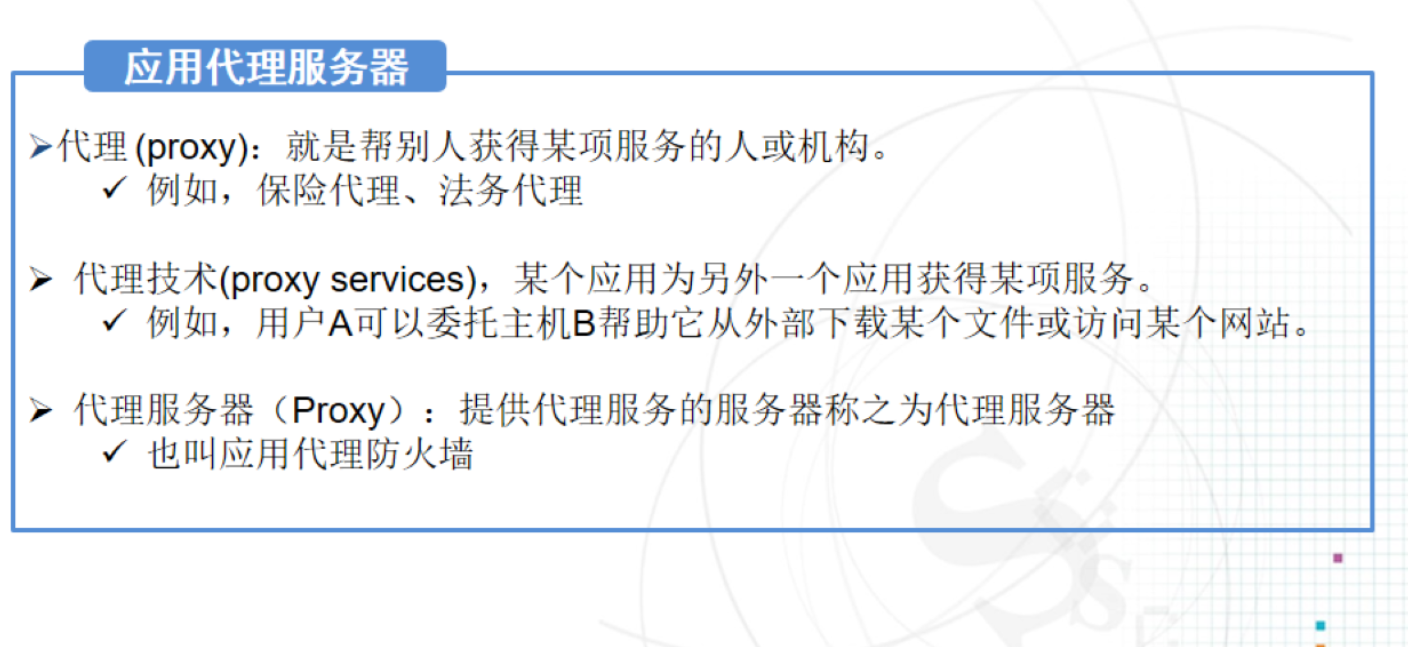 应用代理服务器
➢代理 (proxy)：就是帮别人获得某项服务的人或机构。
✓ 例如，保险代理、法务代理
➢ 代理技术(proxy services)，某个应用为另外一个应用获得某项服务。
✓ 例如，用户A可以委托主机B帮助它从外部下载某个文件或访问某个网站。
➢ 代理服务器（Proxy）：提供代理服务的服务器称之为代理服务器
✓ 也叫应用代理防火墙